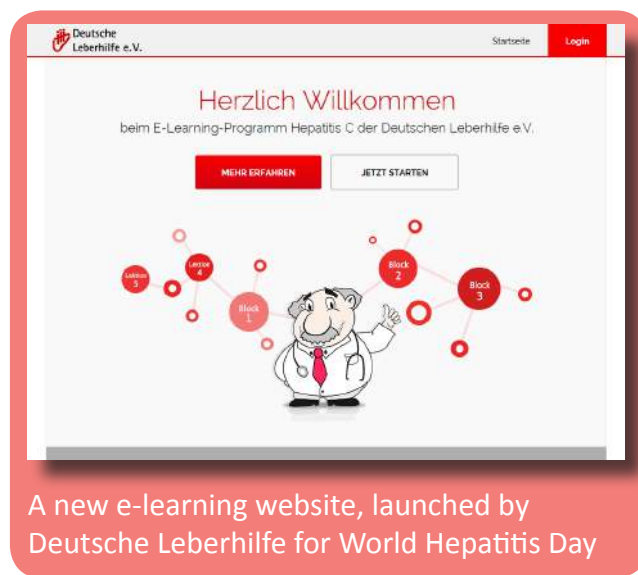 Deutsche
Leberhilfe e.V.
Startseite
Login
Herzlich Willkommen
beim E-Learning-Programm Hepatitis C der Deutschen Leberhilfe e.V.
MEHR ERFAHREN
JETZT STARTEN
Lektion
4
Lektion
3
Block
1
Block
2
Block
3
A new e-learning website, launched by
Deutsche Leberhilfe for World Hepatitis Day